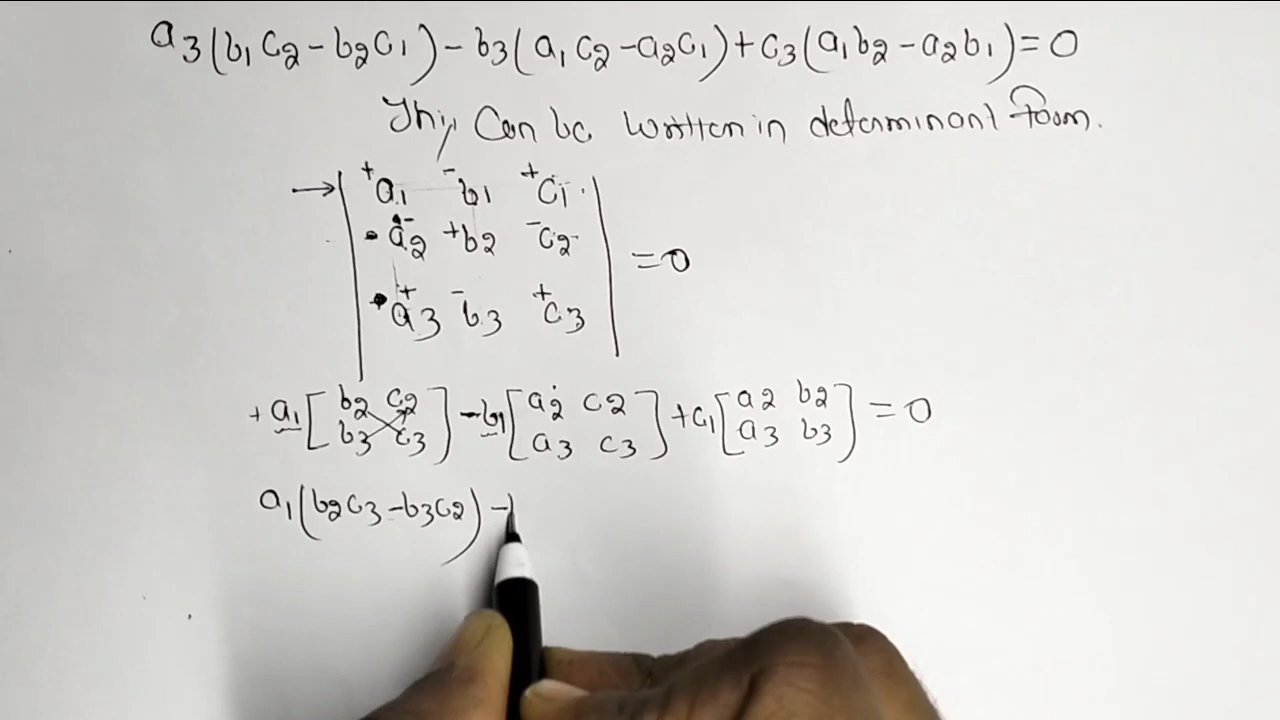 a3(b1c2-b2c1)-b3(a1c2-a2c1)+c3(a1b2-a2b1)=0
This can be written in determinant form.
→ | +a1 -b1 +c1 |
| -a2 +b2 -c2 | =0
| +a3 -b3 +c3 |
+a1[b2 c2 -b1[a2 c2 +c1[a2 b2 =0
b3 c3] a3 c3] a3 b3]
a1(b2c3-b3c2)-